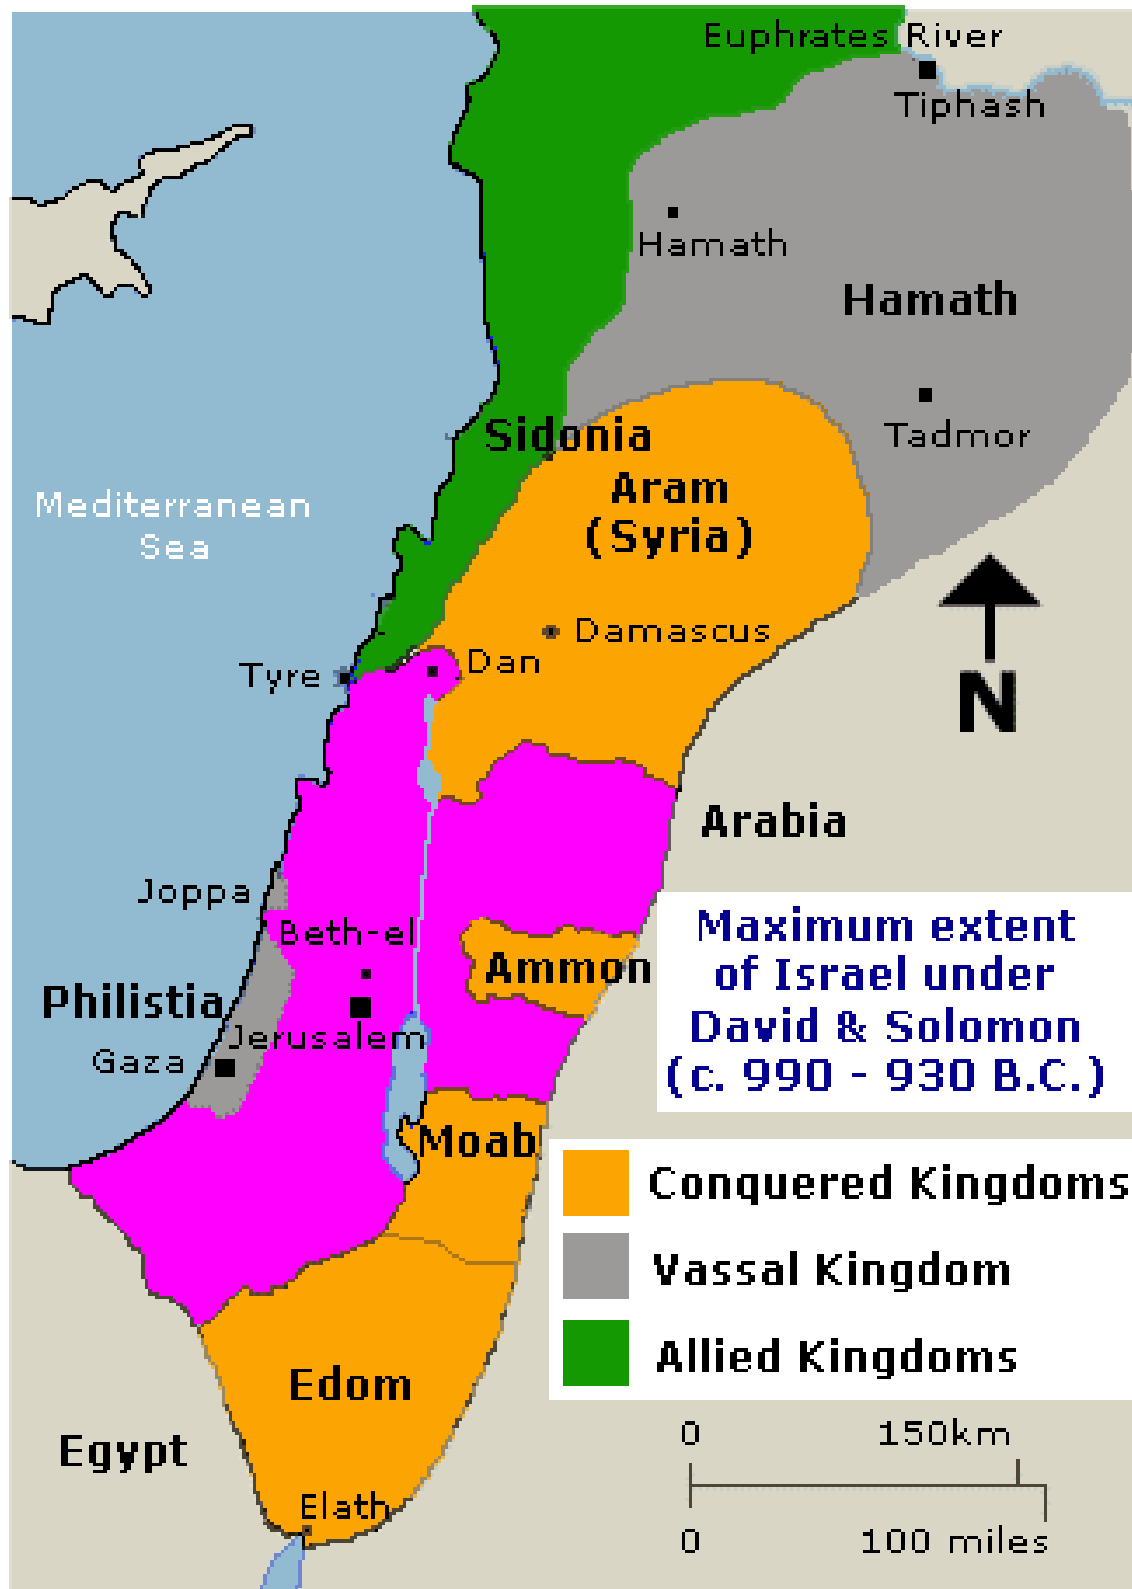 Euphrates River
Tiphash
Hamath
Hamath
Tadmor
Sidonia
Aram
(Syria)
Mediterranean
Sea
Damascus
Dan
Tyre
N
Arabia
Joppa
Beth-el
Ammon
Philistia
Jerusalem
Gaza
Maximum extent
of Israel under
David & Solomon
(c. 990 - 930 B.C.)
Moab
Conquered Kingdoms
Vassal Kingdom
Allied Kingdoms
Edom
Egypt
Elath
0 150km
0 100 miles